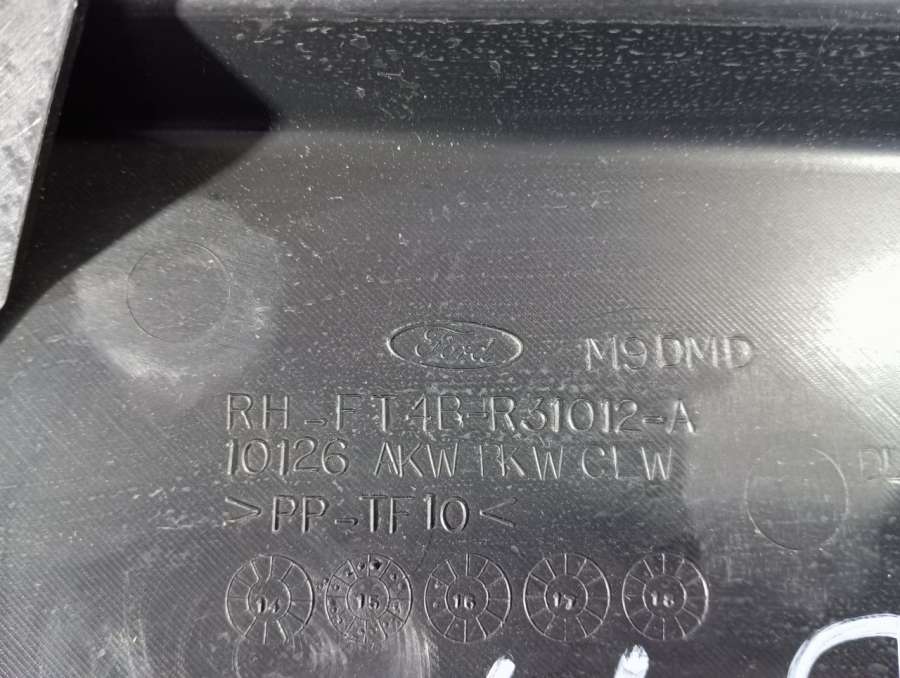 Ford M9DMD
RH-FT4B-R31012-A
10126 AKW BKW CLW
>PP-TF10<
14 15 16 17 18